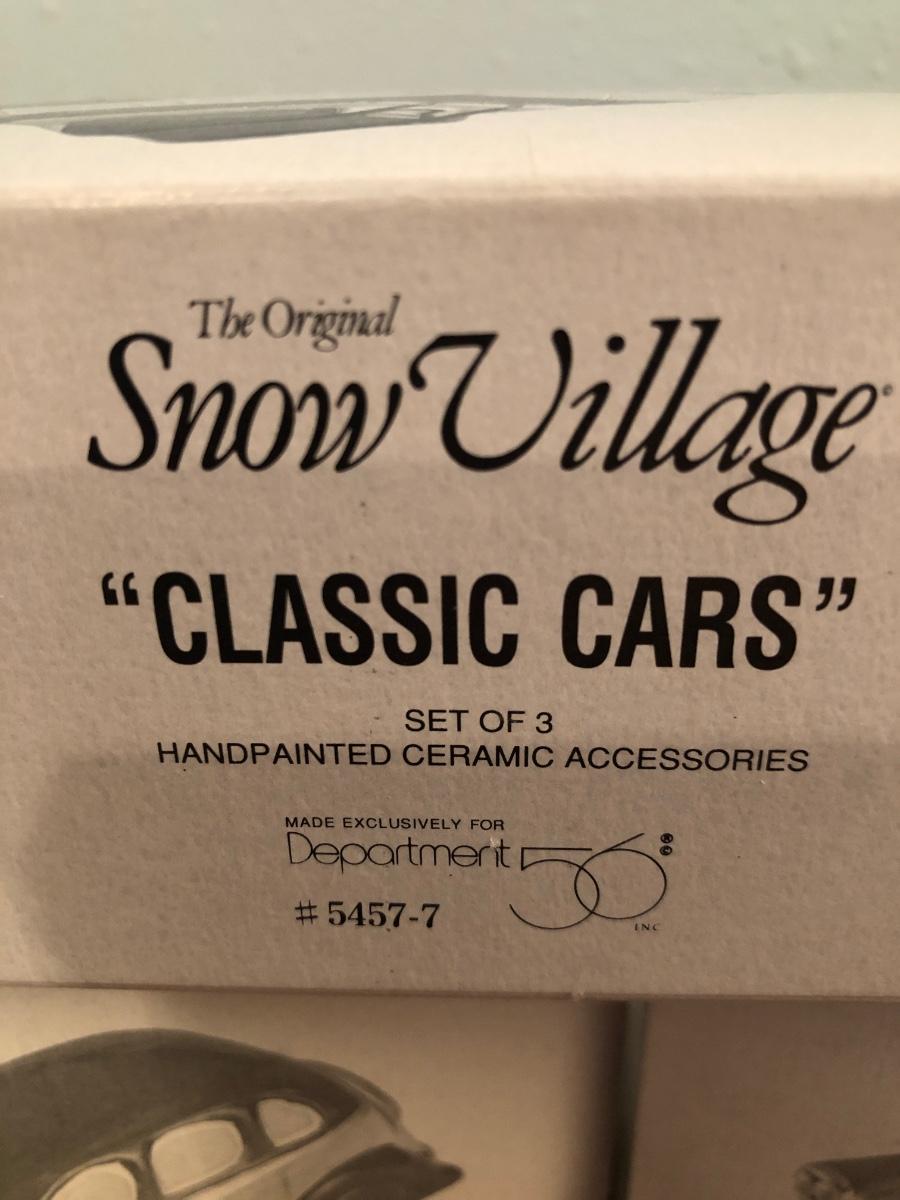 The Original
Snow Village®
“CLASSIC CARS”
SET OF 3
HANDPAINTED CERAMIC ACCESSORIES
MADE EXCLUSIVELY FOR
Department 56 ® ©
INC
# 5457-7